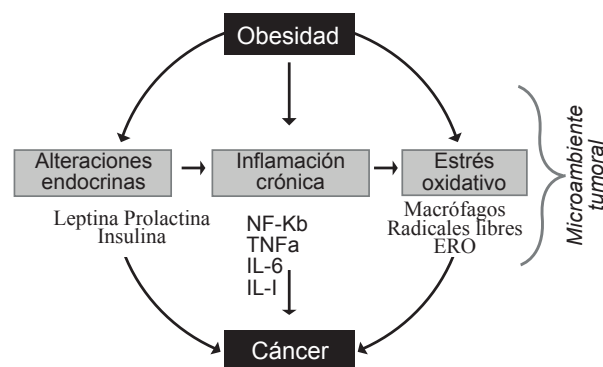 Obesidad
Alteraciones
endocrinas
Inflamación
crónica
Estrés
oxidativo
Leptina Prolactina
Insulina
NF-Kb
TNFa
IL-6
IL-I
Macrófagos
Radicales libres
ERO
Microambiente
tumoral
Cáncer